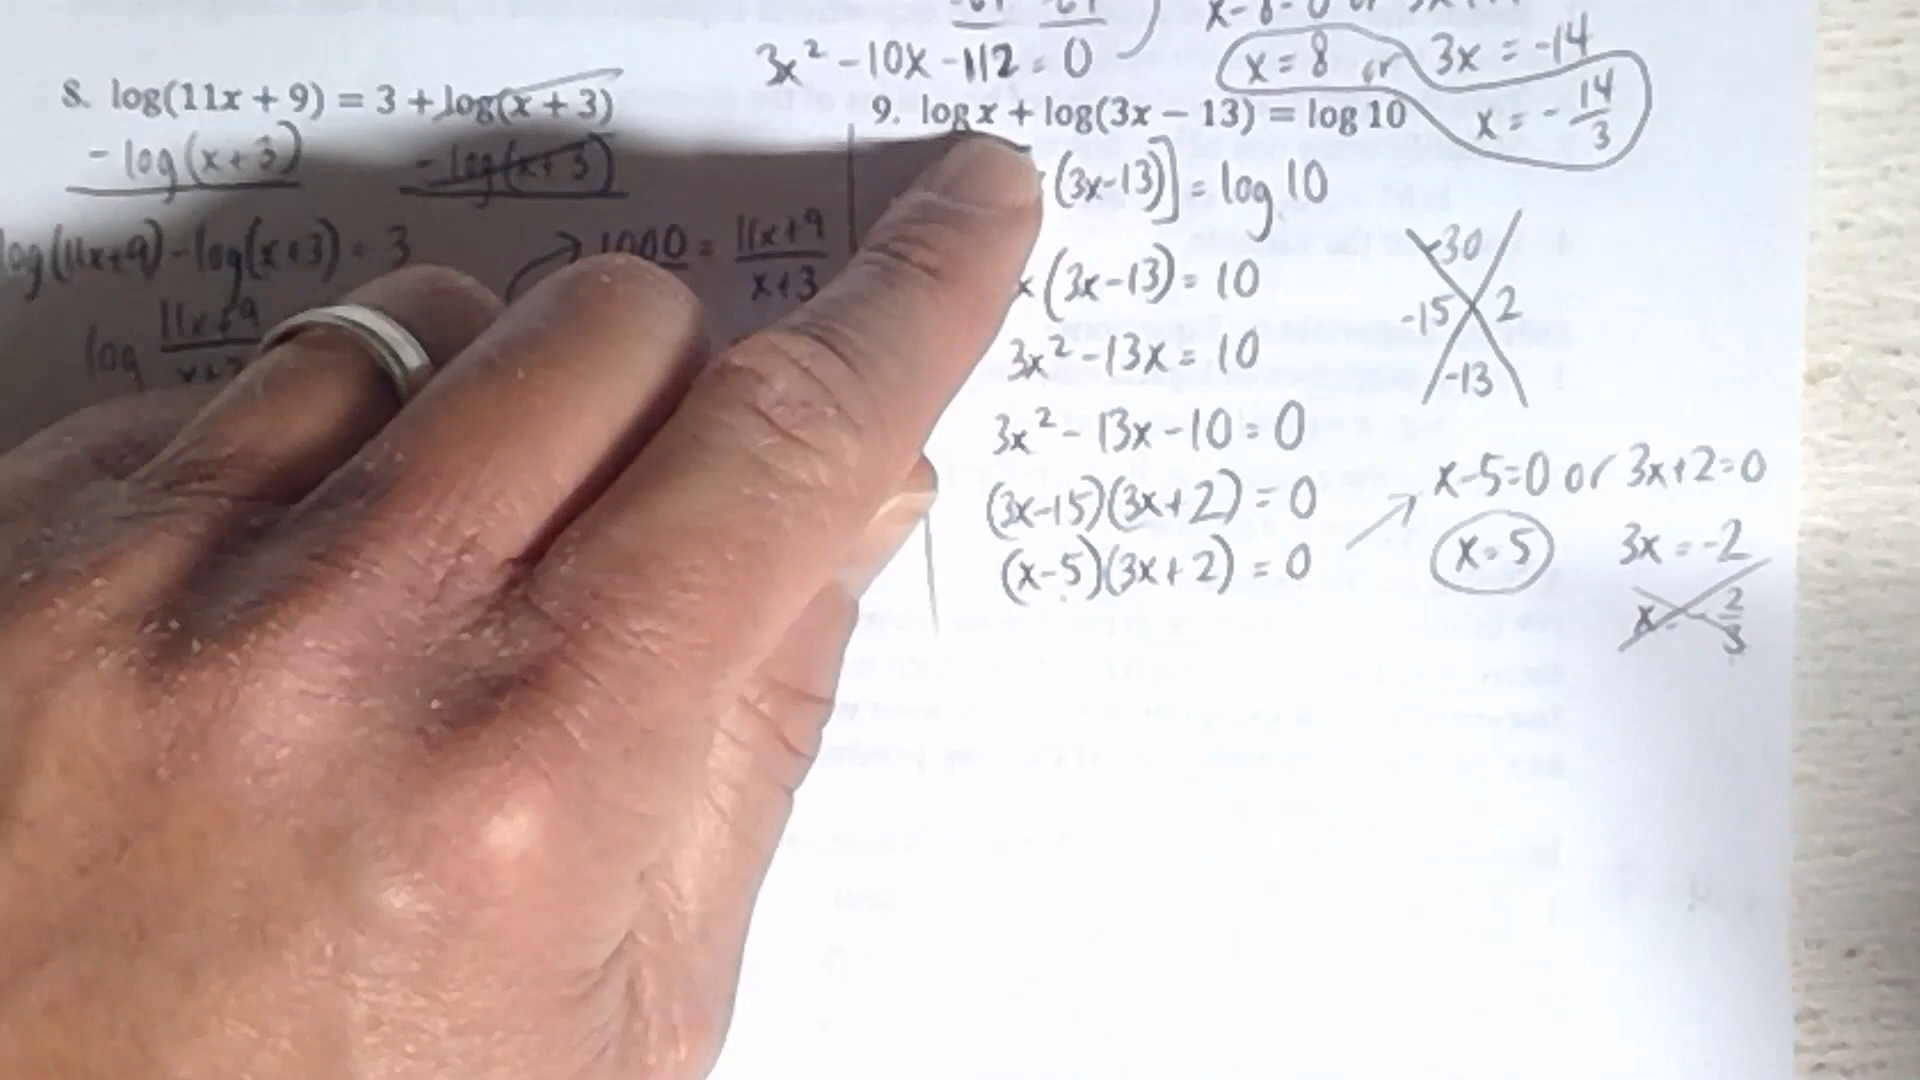 3x² - 10x - 112 = 0
x = 8 or 3x = -14
x = - 14/3
8. log(11x + 9) = 3 + log(x + 3)
- log(x+3) - log(x+3)
log(11x+9) - log(x+3) = 3
1000 = 11x+9/x+3
log 11x+9
9. log x + log(3x − 13) = log 10
(3x-13)] = log 10
x(3x-13) = 10
3x² - 13x = 10
3x² - 13x - 10 = 0
(3x-15)(3x+2) = 0
(x-5)(3x+2) = 0
-30
-15 2
-13
x-5=0 or 3x+2=0
x = 5 3x = -2
x = - 2/3